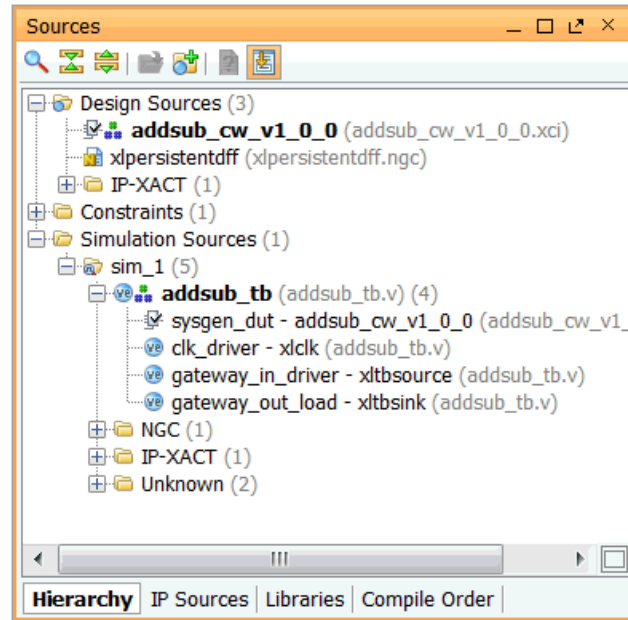 Sources
Design Sources (3)
addsub_cw_v1_0_0 (addsub_cw_v1_0_0.xci)
xlpersistentdff (xlpersistentdff.ngc)
IP-XACT (1)
Constraints (1)
Simulation Sources (1)
sim_1 (5)
addsub_tb (addsub_tb.v) (4)
sysgen_dut - addsub_cw_v1_0_0 (addsub_cw_v1_
clk_driver - xlclk (addsub_tb.v)
gateway_in_driver - xltbsource (addsub_tb.v)
gateway_out_load - xltbsink (addsub_tb.v)
NGC (1)
IP-XACT (1)
Unknown (2)
Hierarchy IP Sources Libraries Compile Order